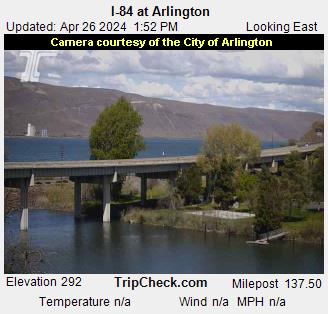 I-84 at Arlington
Updated: Apr 26 2024 1:52 PM Looking East
Camera courtesy of the City of Arlington
Elevation 292 TripCheck.com Milepost 137.50
Temperature n/a Wind n/a MPH n/a